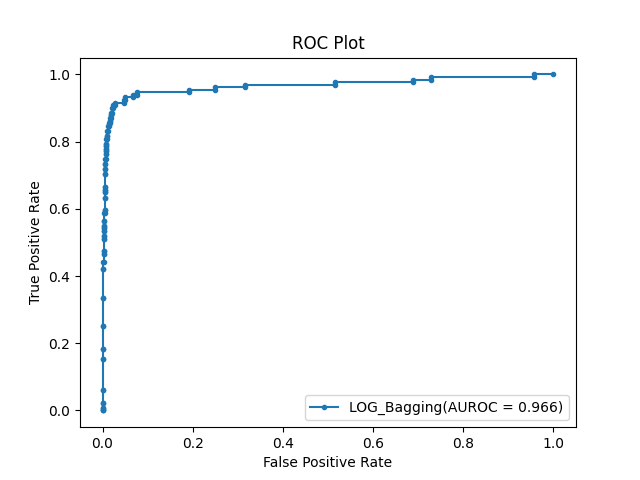 ROC Plot
True Positive Rate
1.0
0.8
0.6
0.4
0.2
0.0
LOG_Bagging(AUROC = 0.966)
0.0 0.2 0.4 0.6 0.8 1.0
False Positive Rate